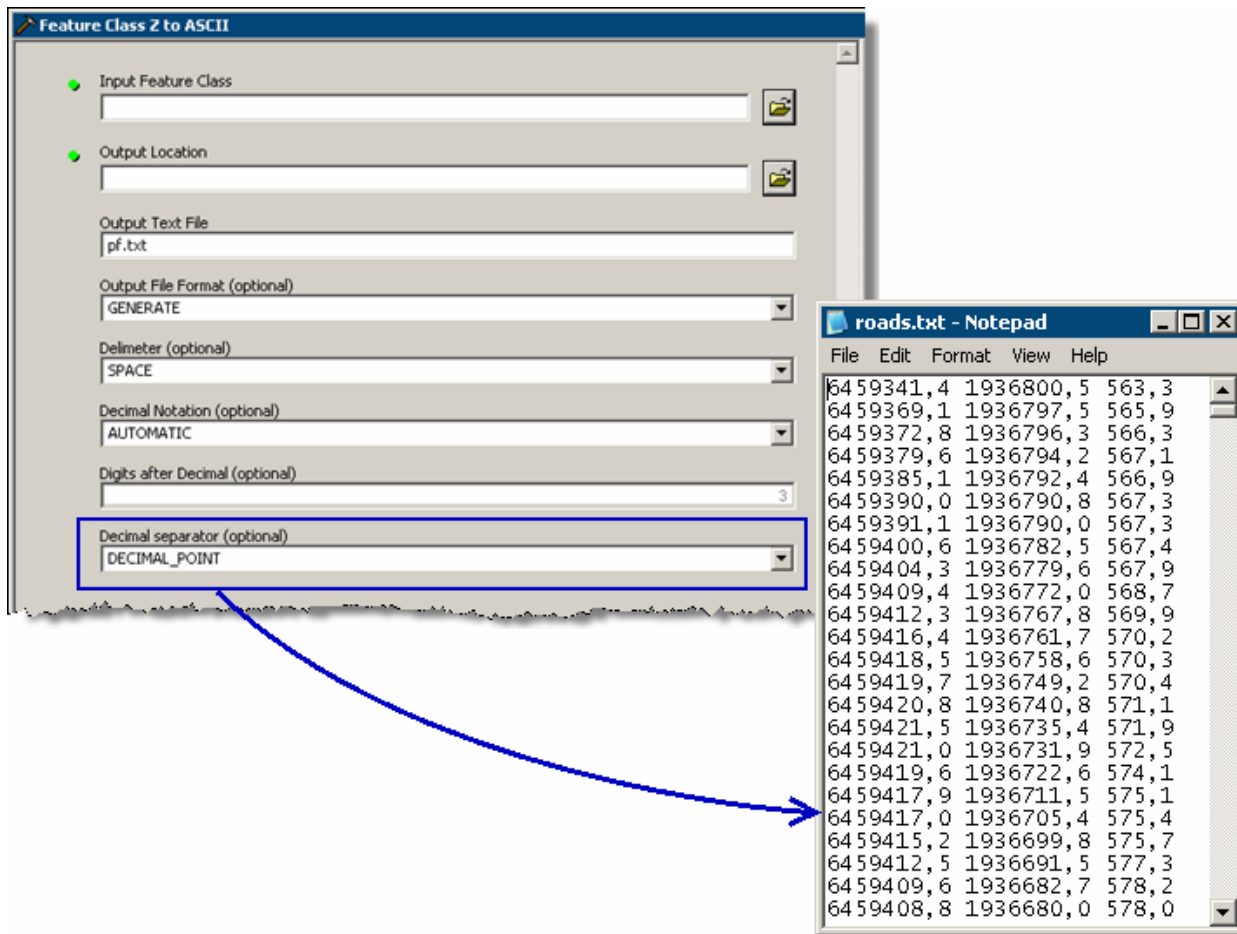 Feature Class Z to ASCII
Input Feature Class
Output Location
Output Text File
pf.txt
Output File Format (optional)
GENERATE
Delimeter (optional)
SPACE
Decimal Notation (optional)
AUTOMATIC
Digits after Decimal (optional)
3
Decimal separator (optional)
DECIMAL_POINT
roads.txt - Notepad
File Edit Format View Help
6459341,4 1936800,5 563,3
6459369,1 1936797,5 565,9
6459372,8 1936796,3 566,3
6459379,6 1936794,2 567,1
6459385,1 1936792,4 566,9
6459390,0 1936790,8 567,3
6459391,1 1936790,0 567,3
6459400,6 1936782,5 567,4
6459404,3 1936779,6 567,9
6459409,4 1936772,0 568,7
6459412,3 1936767,8 569,9
6459416,4 1936761,7 570,2
6459418,5 1936758,6 570,3
6459419,7 1936749,2 570,4
6459420,8 1936740,8 571,1
6459421,5 1936735,4 571,9
6459421,0 1936731,9 572,5
6459419,6 1936722,6 574,1
6459417,9 1936711,5 575,1
6459417,0 1936705,4 575,4
6459415,2 1936699,8 575,7
6459412,5 1936691,5 577,3
6459409,6 1936682,7 578,2
6459408,8 1936680,0 578,0